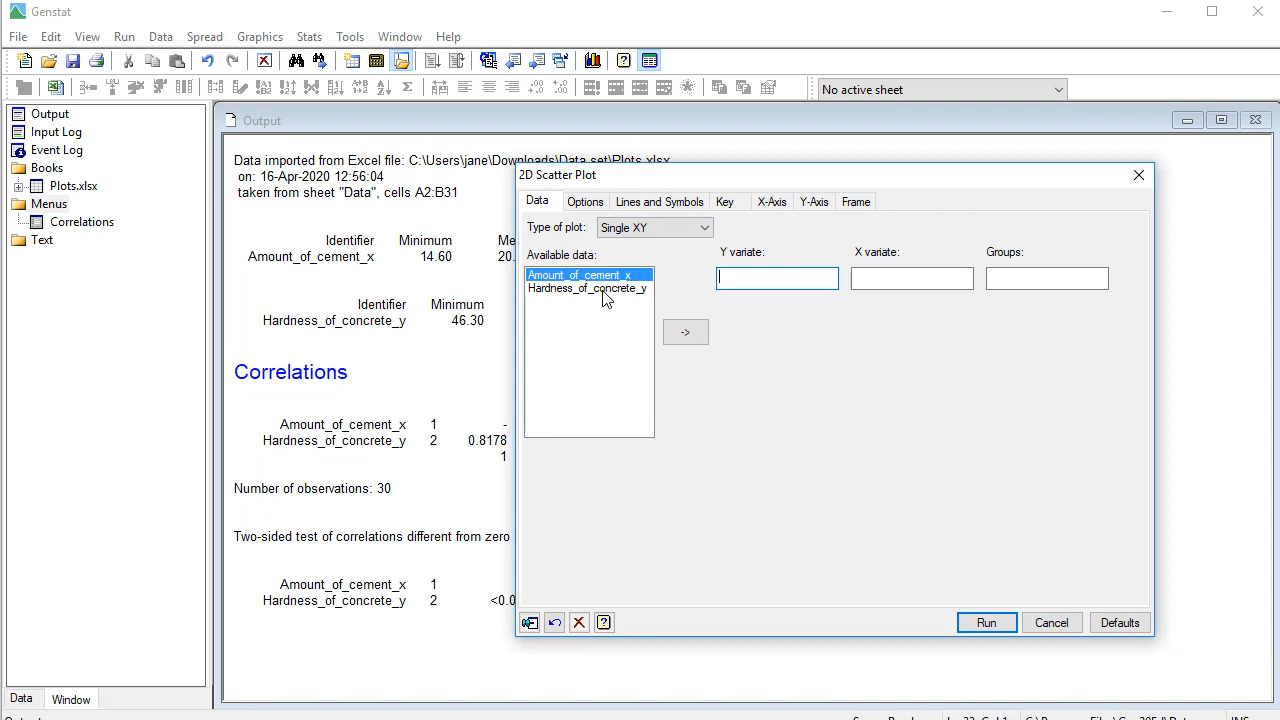 Genstat
File Edit View Run Data Spread Graphics Stats Tools Window Help
No active sheet
Output
Input Log
Event Log
Books
Plots.xlsx
Menus
Correlations
Text
Data Window
Output
Data imported from Excel file: C:\Users\jane\Downloads\Data set\Plots.xlsx
on: 16-Apr-2020 12:56:04
taken from sheet "Data", cells A2:B31
Identifier Minimum
Amount_of_cement_x 14.60
Identifier Minimum
Hardness_of_concrete_y 46.30
Correlations
Amount_of_cement_x 1 -
Hardness_of_concrete_y 2 0.8178
1
Number of observations: 30
Two-sided test of correlations different from zero
Amount_of_cement_x 1
Hardness_of_concrete_y 2 <0.0
2D Scatter Plot
Data Options Lines and Symbols Key X-Axis Y-Axis Frame
Type of plot: Single XY
Available data: Y variate: X variate: Groups:
Amount_of_cement_x
Hardness_of_concrete_y
->
Run Cancel Defaults